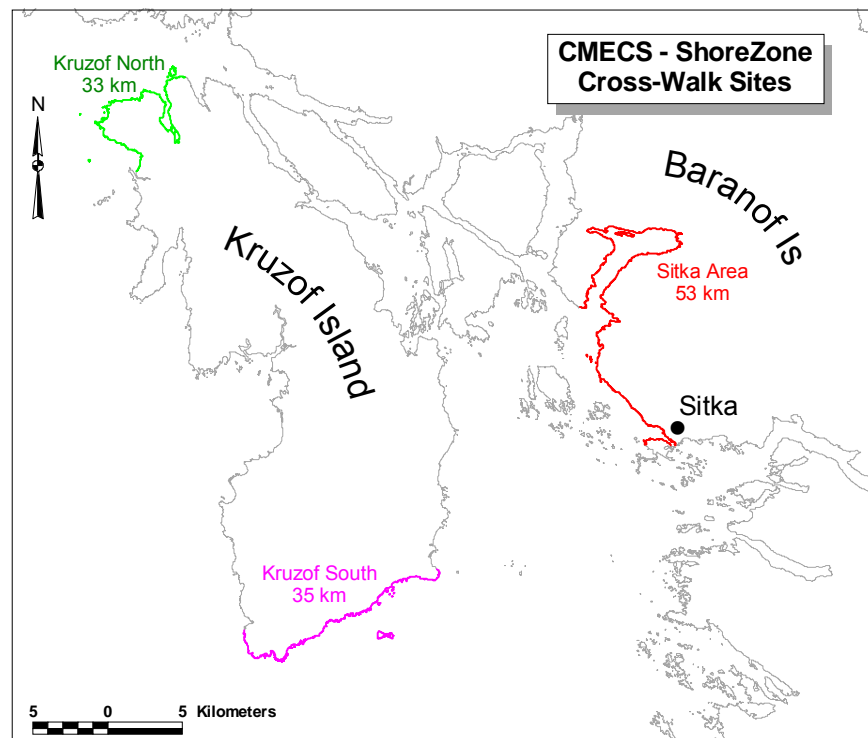 CMECS - ShoreZone
Cross-Walk Sites
Kruzof North
33 km
N
Baranof Is
Kruzof Island
Sitka Area
53 km
Sitka
Kruzof South
35 km
5 0 5 Kilometers